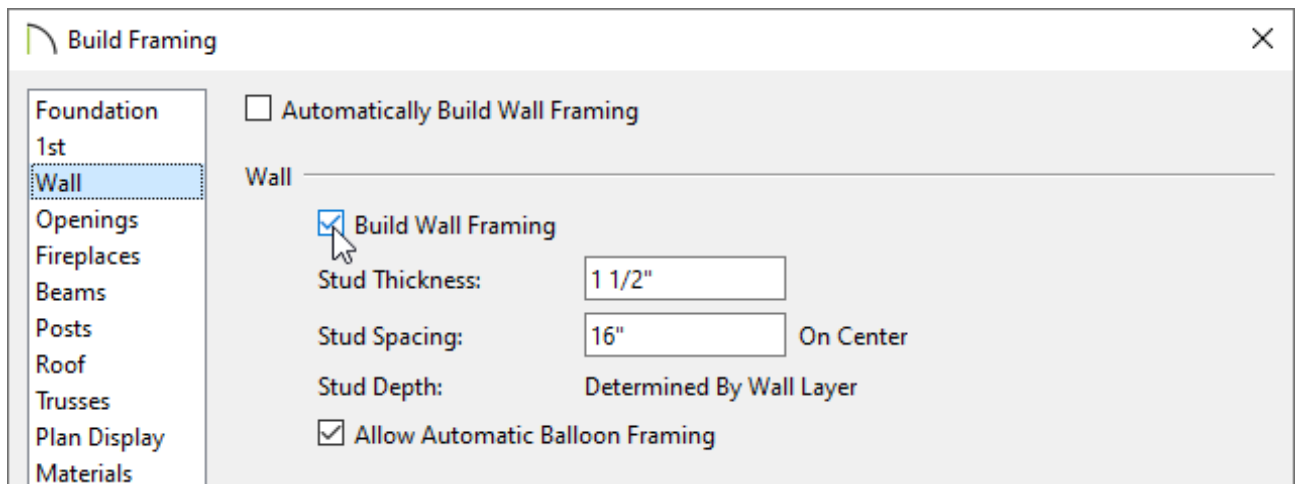 Build Framing
Foundation
1st
Wall
Openings
Fireplaces
Beams
Posts
Roof
Trusses
Plan Display
Materials
Automatically Build Wall Framing
Wall
Build Wall Framing
Stud Thickness: 1 1/2"
Stud Spacing: 16" On Center
Stud Depth: Determined By Wall Layer
Allow Automatic Balloon Framing